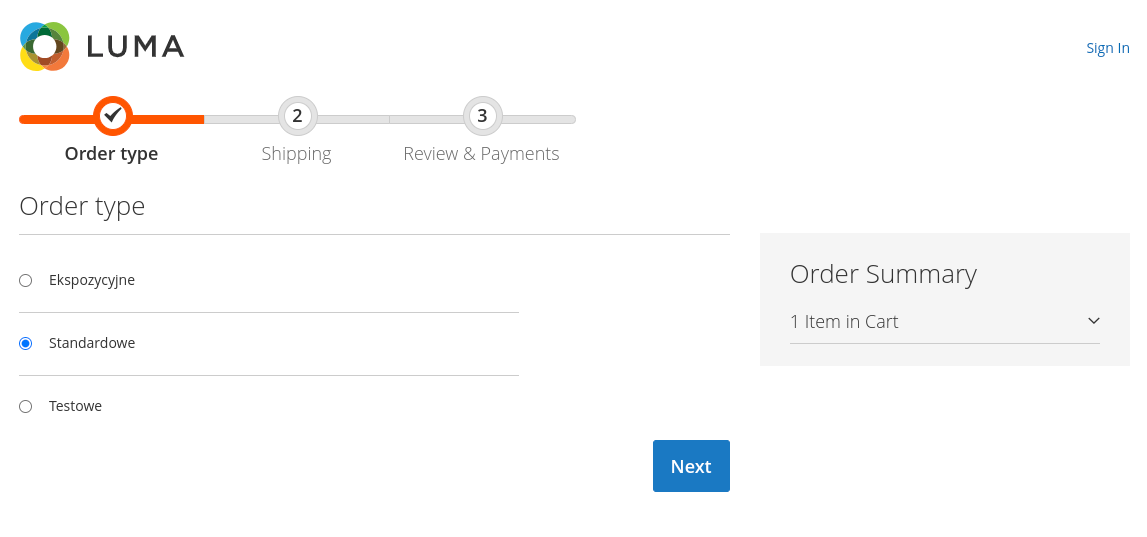 LUMA
Sign In
2
3
Order type
Shipping
Review & Payments
Order type
Ekspozycyjne
Standardowe
Testowe
Next
Order Summary
1 Item in Cart